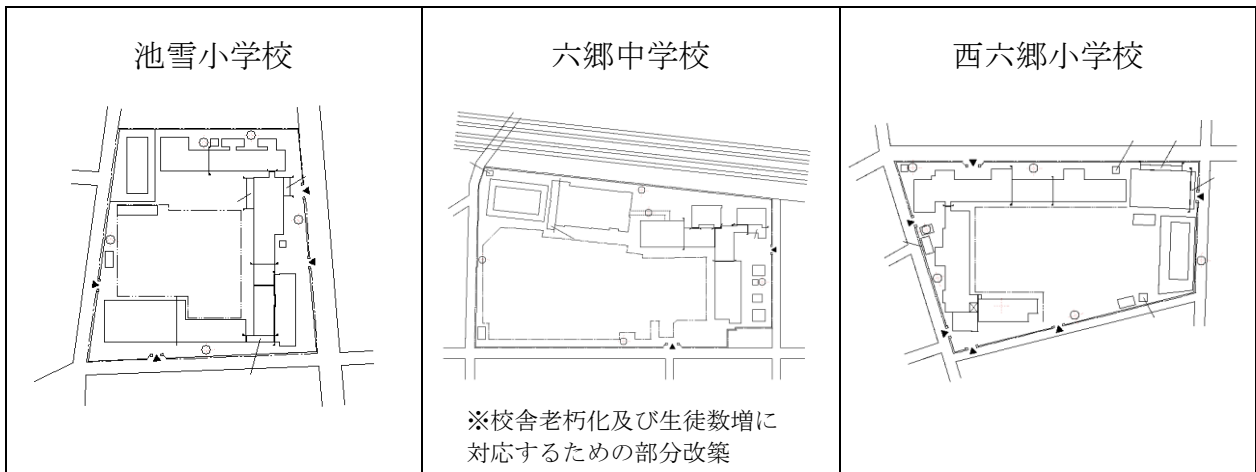 池雪小学校
六郷中学校
※校舎老朽化及び生徒数増に
対応するための部分改築
西六郷小学校